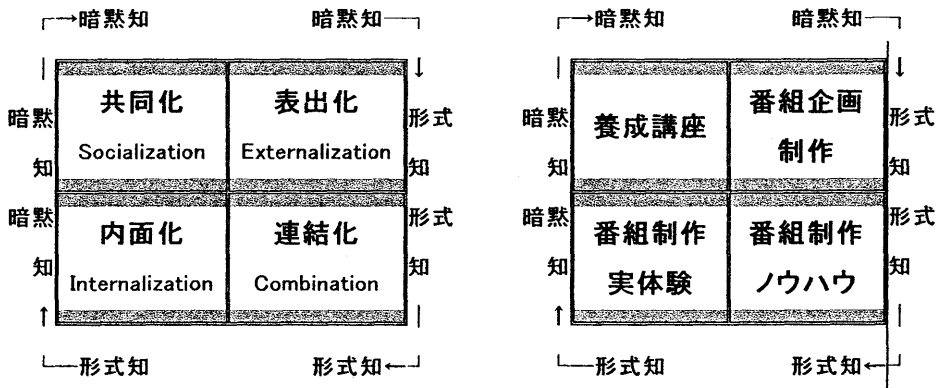 →暗黙知
暗黙知
暗黙
知
共同化
Socialization
表出化
Externalization
形式
知
暗黙
知
内面化
Internalization
連結化
Combination
形式
知
↑
↓
形式知
形式知←
→暗黙知
暗黙知
暗黙
知
養成講座
番組企画
制作
形式
知
暗黙
知
番組制作
実体験
番組制作
ノウハウ
形式
知
↑
↓
形式知
形式知←